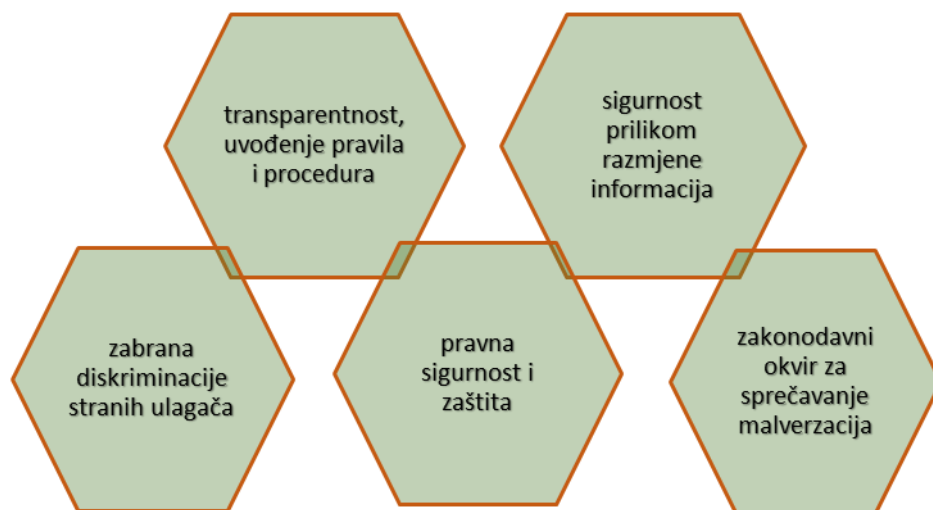 transparentnost,
uvođenje pravila
i procedura
sigurnost
prilikom
razmjene
informacija
zabrana
diskriminacije
stranih ulagača
pravna
sigurnost i
zaštita
zakonodavni
okvir za
sprečavanje
malverzacija